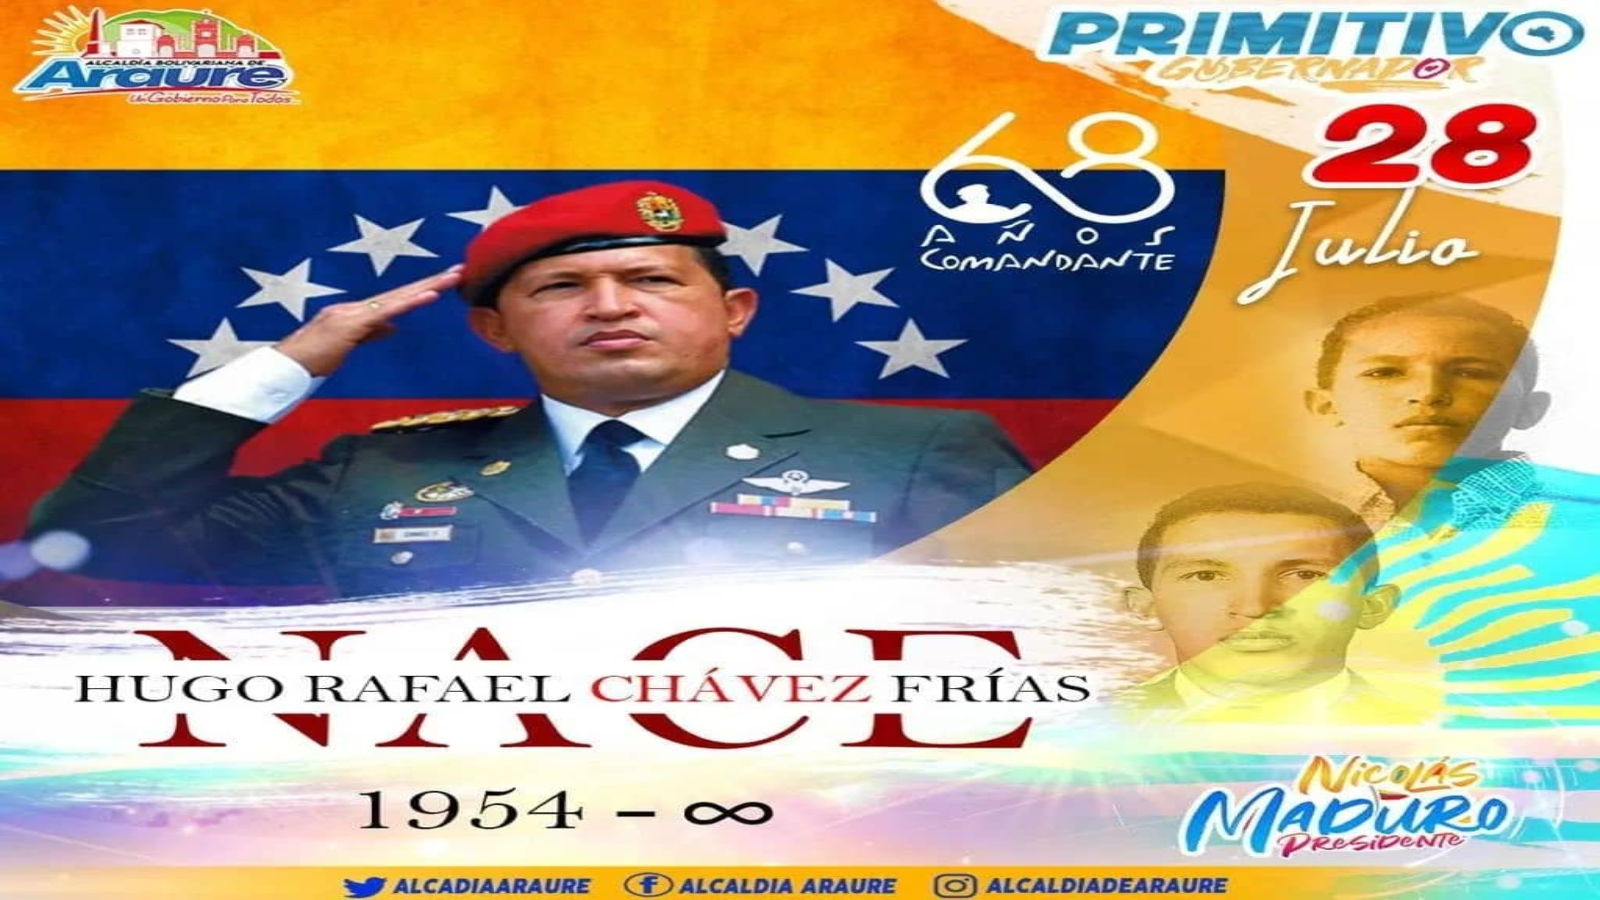 ALCALDÍA BOLIVARIANA DE
Araure
Un Gobierno Para Todos
PRIMITIVO
GOBERNADOR
28
Julio
68
AÑOS
COMANDANTE
NACE
HUGO RAFAEL CHÁVEZ FRÍAS
1954 - ∞
NICOLÁS
MADURO
PRESIDENTE
ALCADIAARAURE ALCALDIA ARAURE ALCALDIADEARAURE